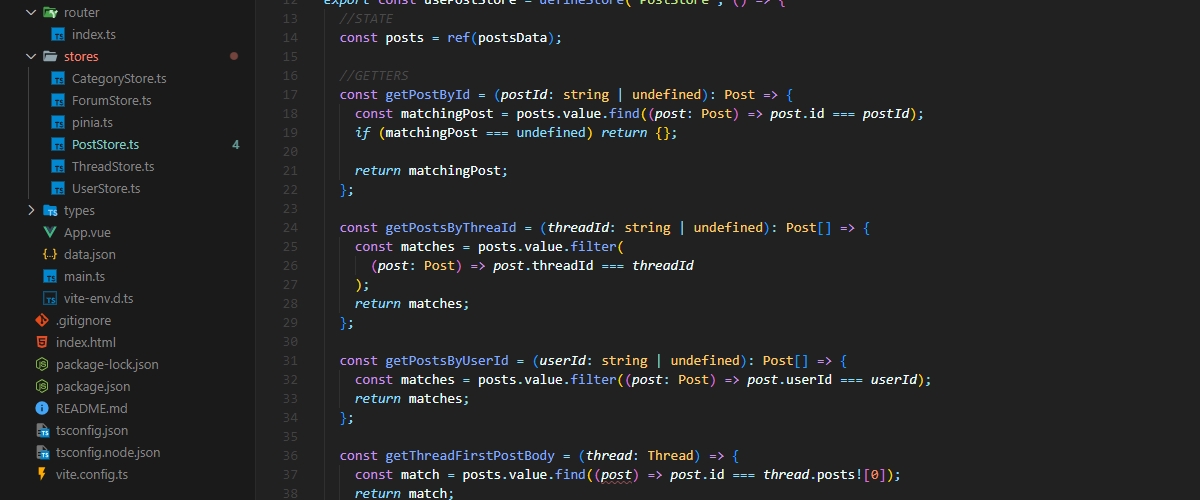 router
index.ts
stores
CategoryStore.ts
ForumStore.ts
pinia.ts
PostStore.ts 4
ThreadStore.ts
UserStore.ts
types
App.vue
data.json
main.ts
vite-env.d.ts
.gitignore
index.html
package-lock.json
package.json
README.md
tsconfig.json
tsconfig.node.json
vite.config.ts
12 export const usePostStore = defineStore("PostStore", () => {
13 //STATE
14 const posts = ref(postsData);
15
16 //GETTERS
17 const getPostById = (postId: string | undefined): Post => {
18 const matchingPost = posts.value.find((post: Post) => post.id === postId);
19 if (matchingPost === undefined) return {};
20
21 return matchingPost;
22 };
23
24 const getPostsByThreaId = (threadId: string | undefined): Post[] => {
25 const matches = posts.value.filter(
26 (post: Post) => post.threadId === threadId
27 );
28 return matches;
29 };
30
31 const getPostsByUserId = (userId: string | undefined): Post[] => {
32 const matches = posts.value.filter((post: Post) => post.userId === userId);
33 return matches;
34 };
35
36 const getThreadFirstPostBody = (thread: Thread) => {
37 const match = posts.value.find((post) => post.id === thread.posts![0]);
38 return match;